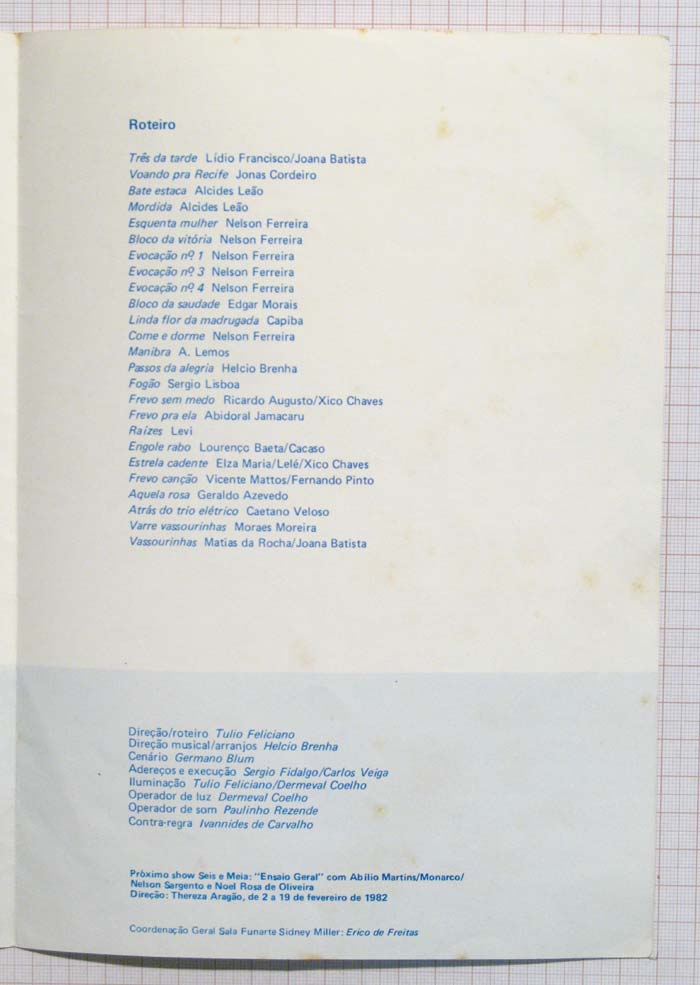 Roteiro
Três da tarde Lídio Francisco/Joana Batista
Voando pra Recife Jonas Cordeiro
Bate estaca Alcides Leão
Mordida Alcides Leão
Esquenta mulher Nelson Ferreira
Bloco da vitória Nelson Ferreira
Evocação nº 1 Nelson Ferreira
Evocação nº 3 Nelson Ferreira
Evocação nº 4 Nelson Ferreira
Bloco da saudade Edgar Morais
Linda flor da madrugada Capiba
Come e dorme Nelson Ferreira
Manibra A. Lemos
Passos da alegria Helcio Brenha
Fogão Sergio Lisboa
Frevo sem medo Ricardo Augusto/Xico Chaves
Frevo pra ela Abidoral Jamacaru
Raízes Levi
Engole rabo Lourenço Baeta/Cacaso
Estrela cadente Elza Maria/Lelé/Xico Chaves
Frevo canção Vicente Mattos/Fernando Pinto
Aquela rosa Geraldo Azevedo
Atrás do trio elétrico Caetano Veloso
Varre vassourinhas Moraes Moreira
Vassourinhas Matias da Rocha/Joana Batista
Direção/roteiro Tulio Feliciano
Direção musical/arranjos Helcio Brenha
Cenário Germano Blum
Adereços e execução Sergio Fidalgo/Carlos Veiga
Iluminação Tulio Feliciano/Dermeval Coelho
Operador de luz Dermeval Coelho
Operador de som Paulinho Rezende
Contra-regra Ivannides de Carvalho
Próximo show Seis e Meia: "Ensaio Geral" com Abílio Martins/Monarco/
Nelson Sargento e Noel Rosa de Oliveira
Direção: Thereza Aragão, de 2 a 19 de fevereiro de 1982
Coordenação Geral Sala Funarte Sidney Miller: Erico de Freitas